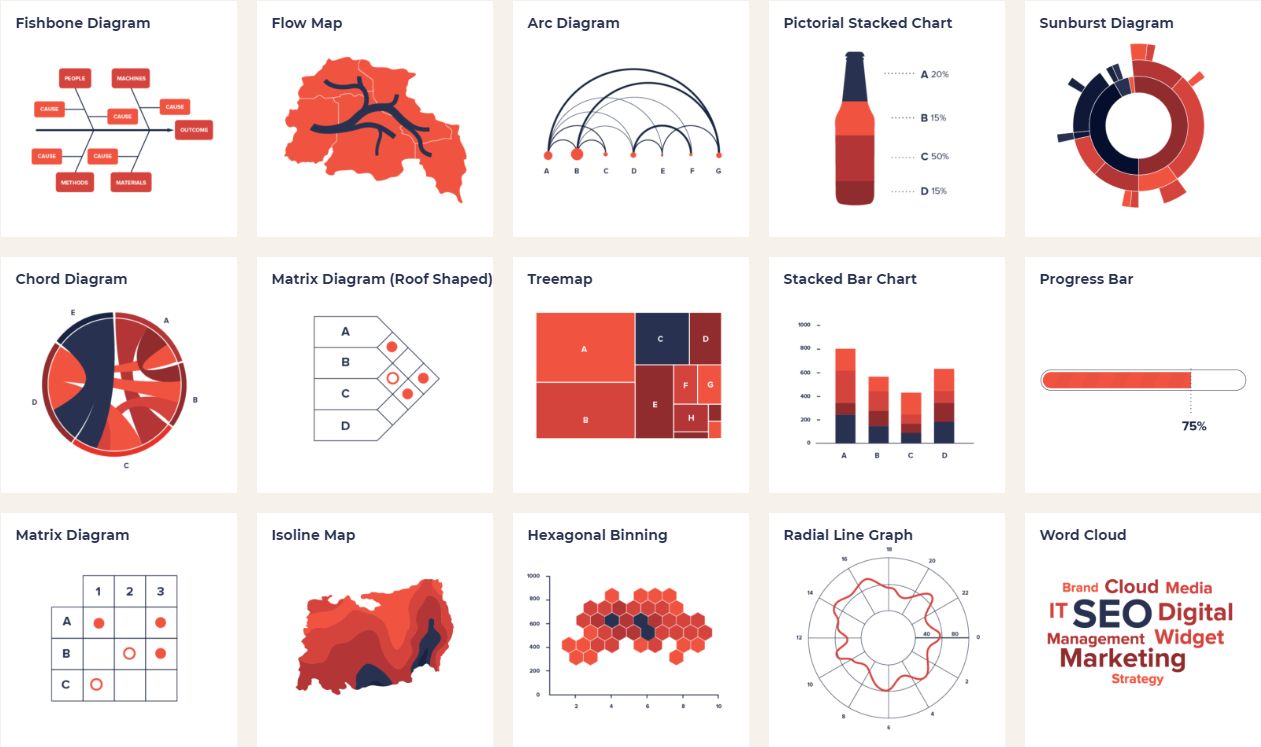 Fishbone Diagram
PEOPLE MACHINES
CAUSE CAUSE CAUSE
OUTCOME
CAUSE CAUSE
METHODS MATERIALS
Flow Map
Arc Diagram
A B C D E F G
Pictorial Stacked Chart
A 20%
B 15%
C 50%
D 15%
Sunburst Diagram
Chord Diagram
E A
D B
C
Matrix Diagram (Roof Shaped)
A
B
C
D
Treemap
A C D
E F G
B H
Stacked Bar Chart
1000
800
600
400
200
0
A B C D
Progress Bar
75%
Matrix Diagram
1 2 3
A
B
C
Isoline Map
Hexagonal Binning
1000
800
600
400
200
0
2 4 6 8 10
Radial Line Graph
18
16 20
14 22
12 40 80 0
10 2
8 4
6
Word Cloud
Brand Cloud Media
IT SEO Digital
Management Widget
Marketing
Strategy